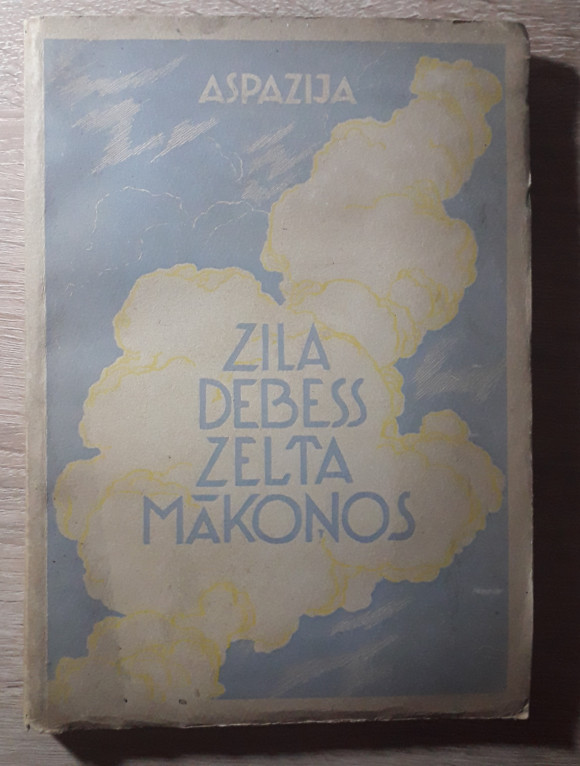 ASPAZIJA
ZILA
DEBESS
ZELTA
MĀKOŅOS